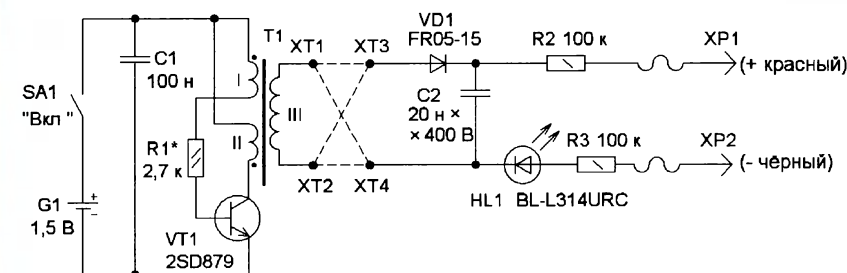 SA1
"Вкл "
G1
+
−
1,5 В
C1
100 н
R1*
2,7 к
VT1
2SD879
T1
I
II
III
XT1
XT3
XT2
XT4
VD1
FR05-15
C2
20 н ×
× 400 В
R2 100 к
XP1
(+ красный)
R3 100 к
XP2
(- чёрный)
HL1 BL-L314URC